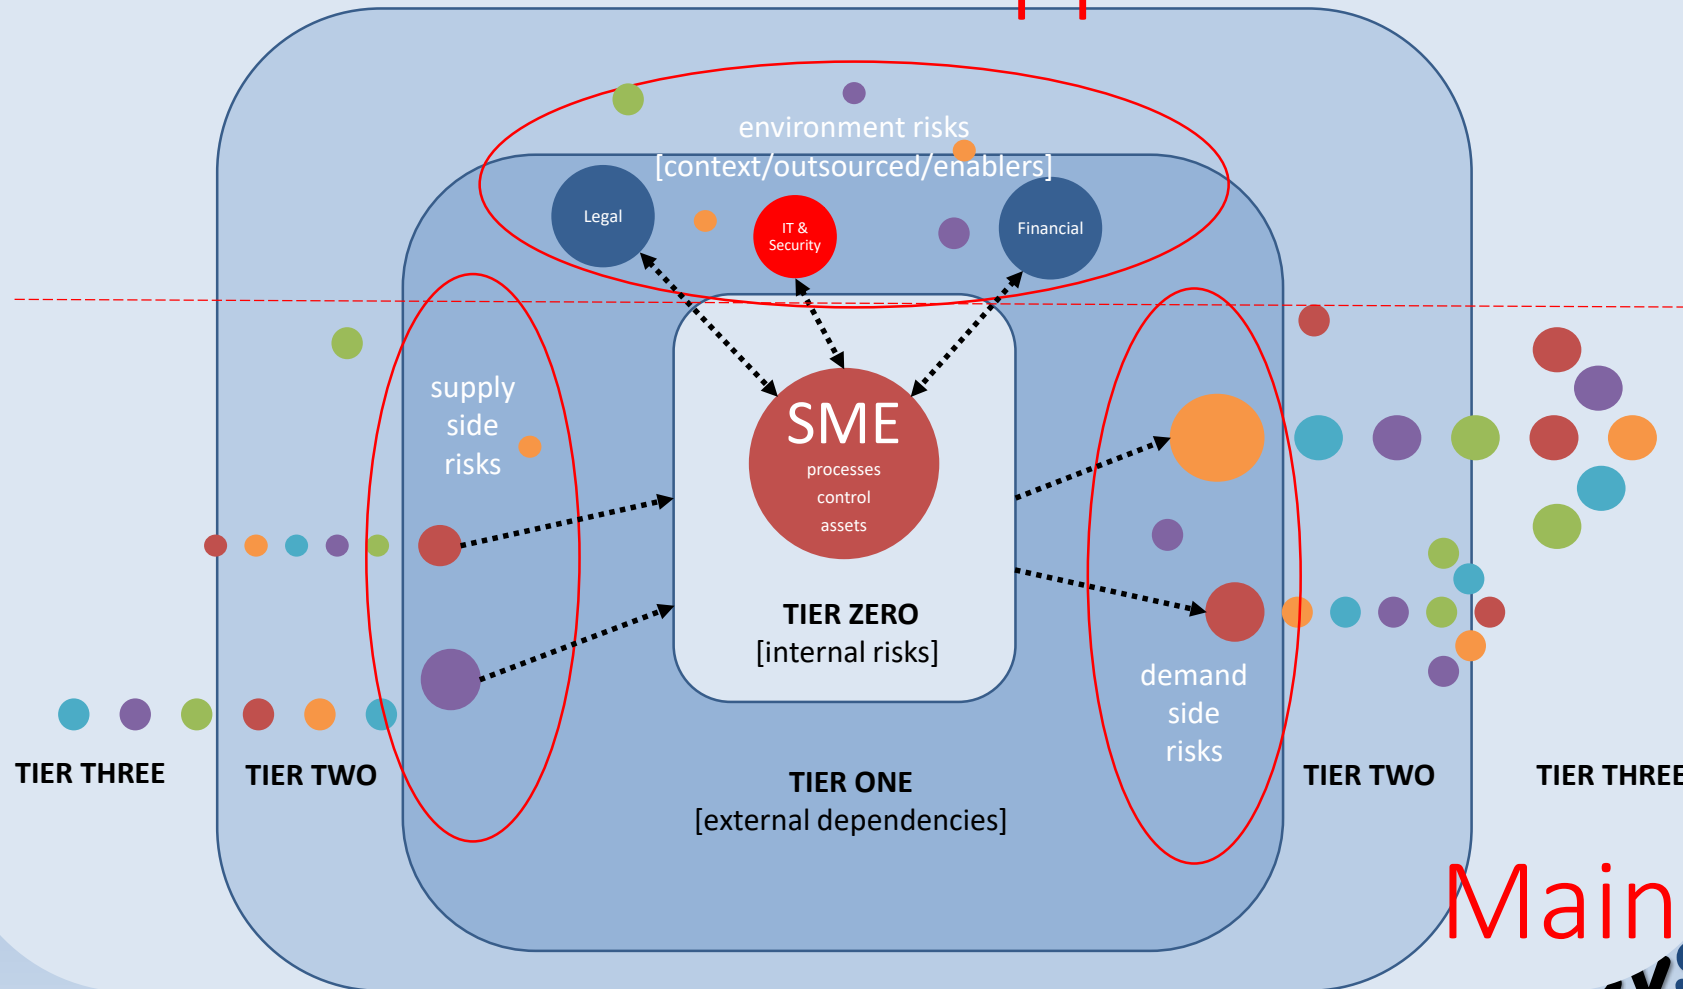 environment risks
[context/outsourced/enablers]
Legal
IT &
Security
Financial
supply
side
risks
SME
processes
control
assets
TIER ZERO
[internal risks]
demand
side
risks
TIER THREE
TIER TWO
TIER ONE
[external dependencies]
TIER TWO
TIER THREE
Main